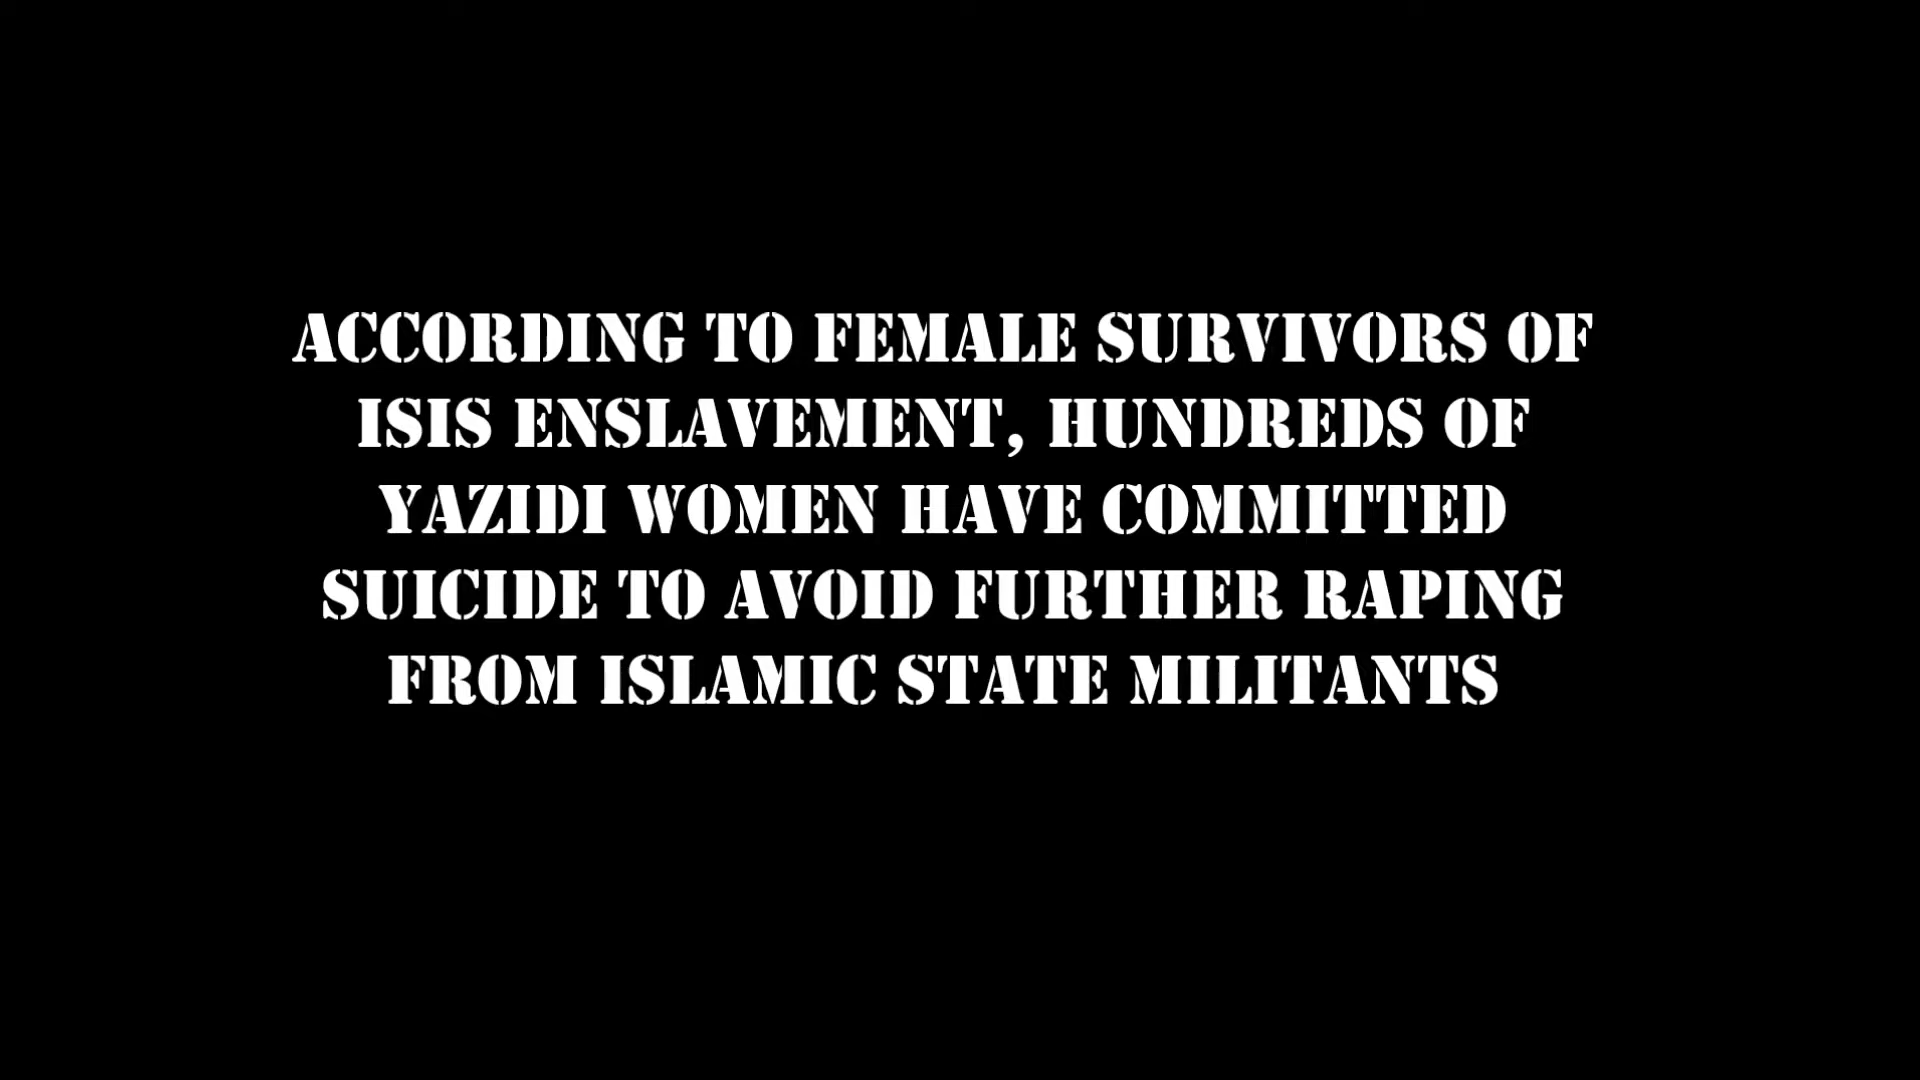 ACCORDING TO FEMALE SURVIVORS OF
ISIS ENSLAVEMENT, HUNDREDS OF
YAZIDI WOMEN HAVE COMMITTED
SUICIDE TO AVOID FURTHER RAPING
FROM ISLAMIC STATE MILITANTS